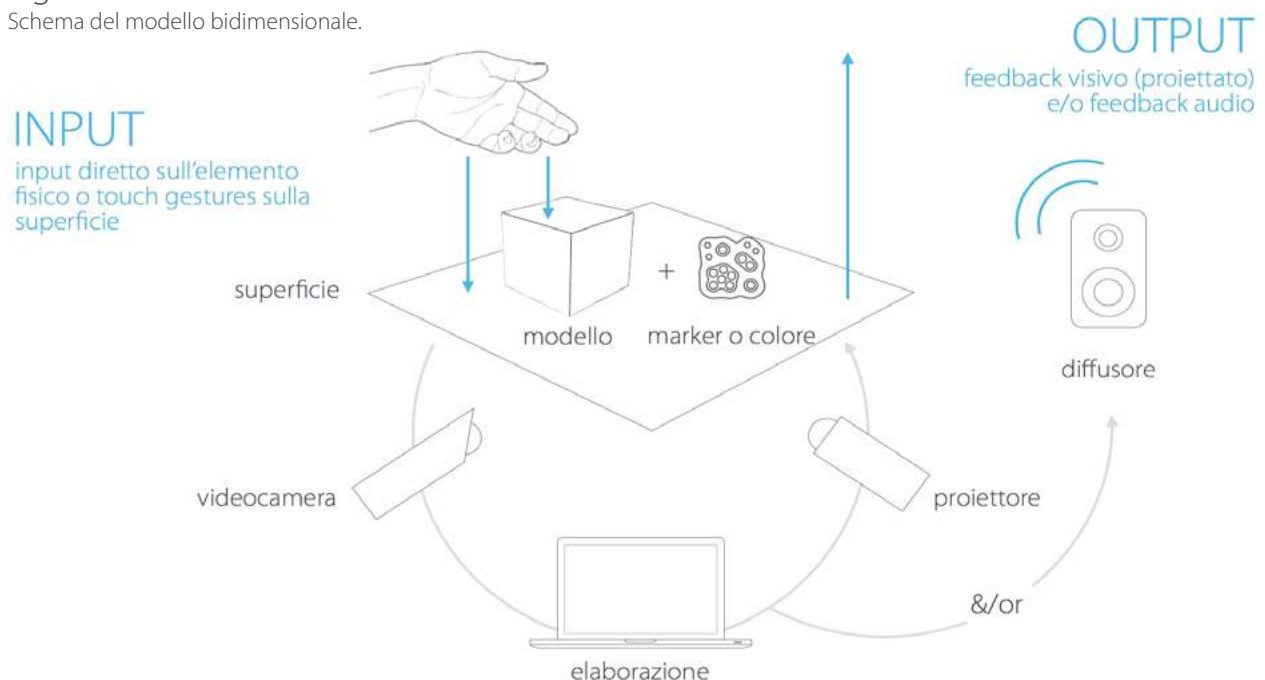 Schema del modello bidimensionale.
OUTPUT
feedback visivo (proiettato)
e/o feedback audio
INPUT
input diretto sull'elemento
fisico o touch gestures sulla
superficie
superficie
+
modello
marker o colore
diffusore
videocamera
proiettore
&/or
elaborazione